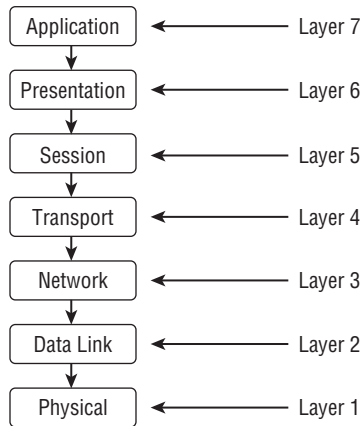 Application Layer 7
Presentation Layer 6
Session Layer 5
Transport Layer 4
Network Layer 3
Data Link Layer 2
Physical Layer 1